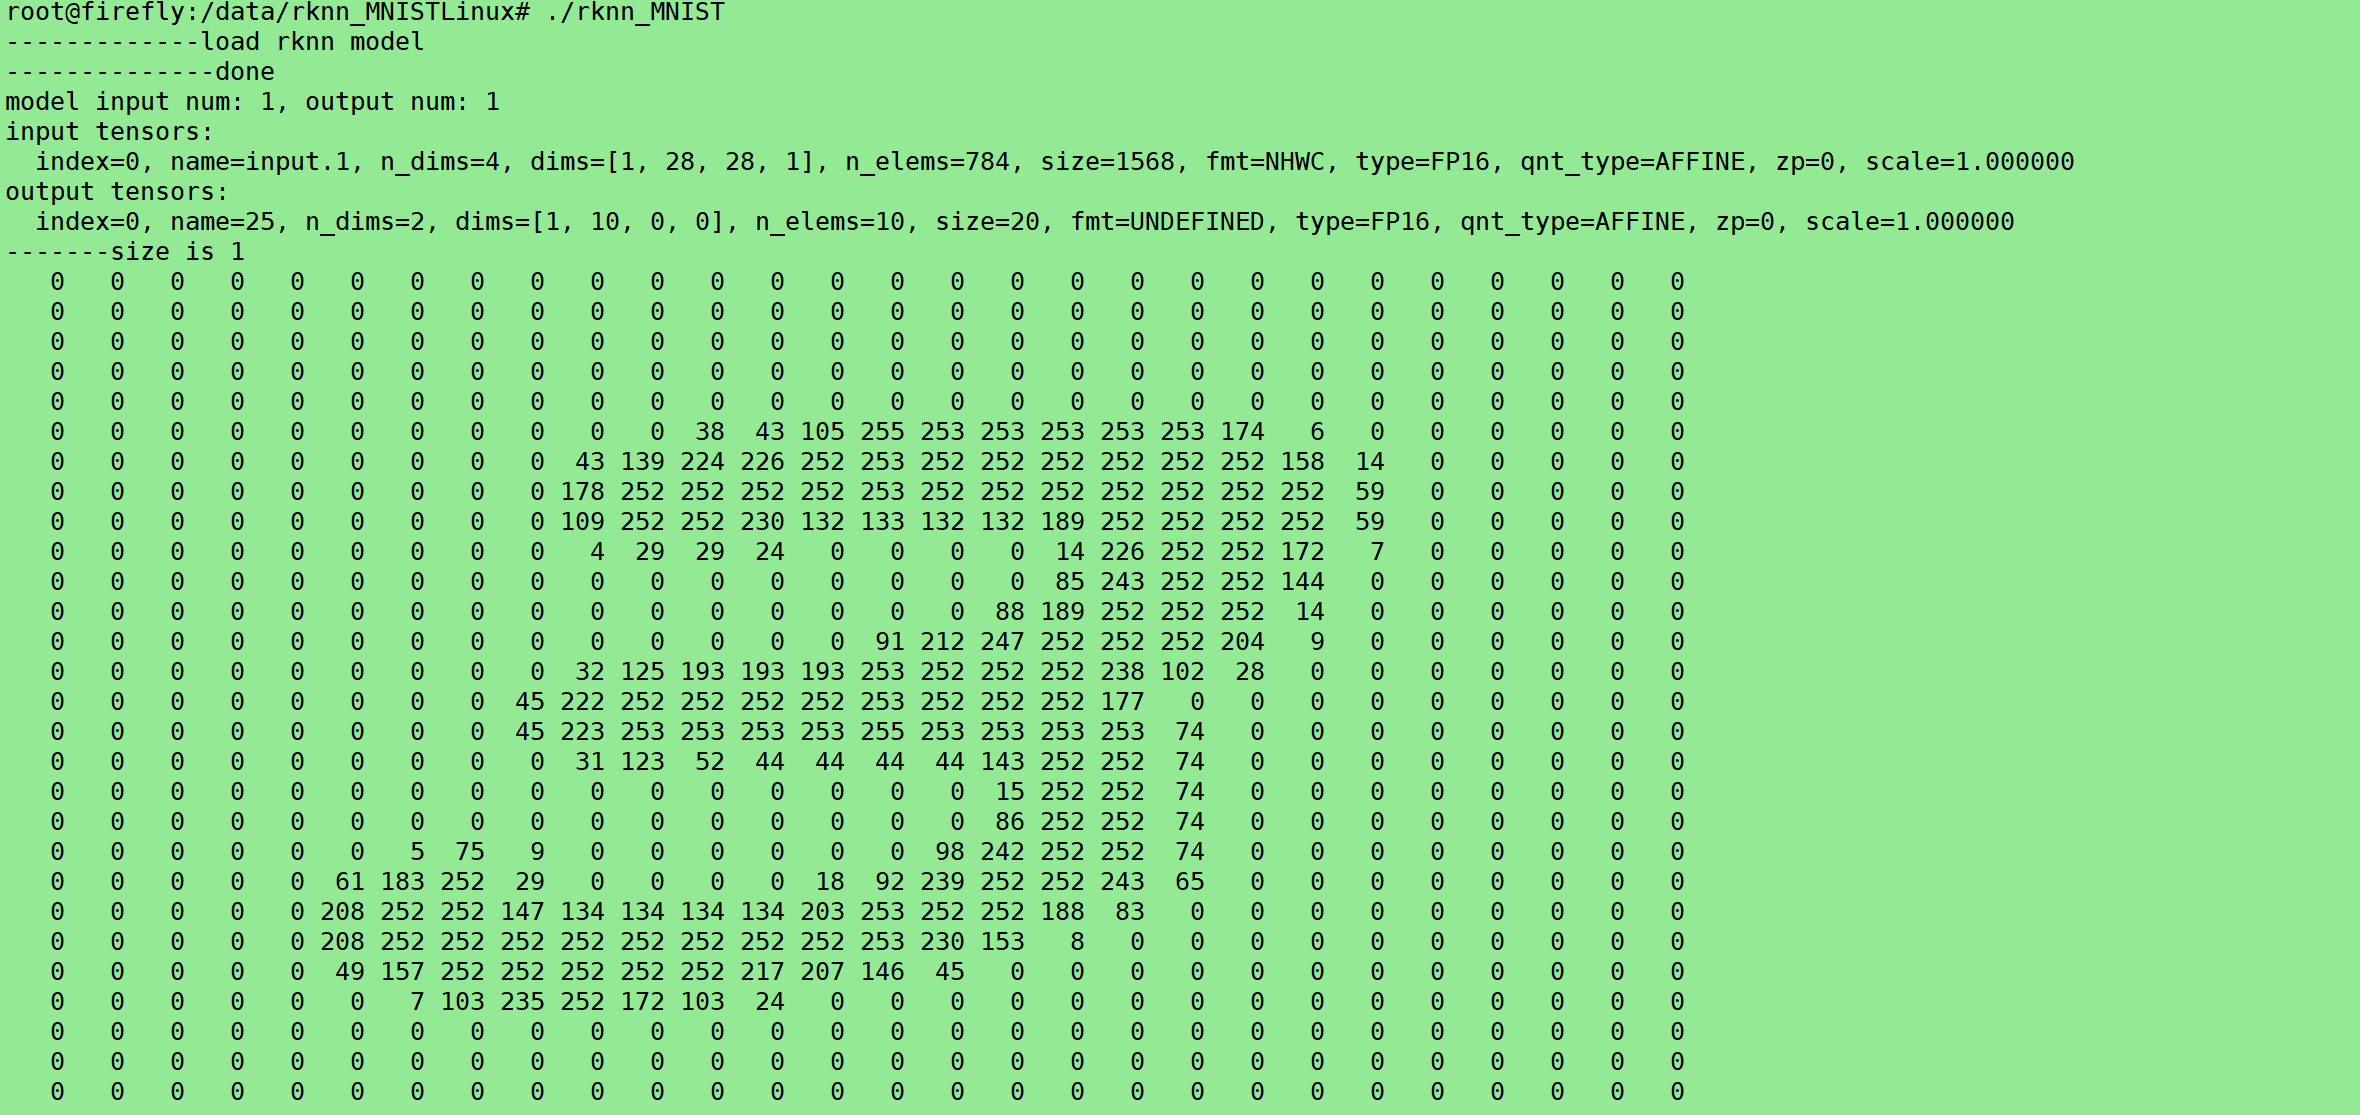 root@firefly:/data/rknn_MNISTLinux# ./rknn_MNIST
-------------load rknn model
--------------done
model input num: 1, output num: 1
input tensors:
  index=0, name=input.1, n_dims=4, dims=[1, 28, 28, 1], n_elems=784, size=1568, fmt=NHWC, type=FP16, qnt_type=AFFINE, zp=0, scale=1.000000
output tensors:
  index=0, name=25, n_dims=2, dims=[1, 10, 0, 0], n_elems=10, size=20, fmt=UNDEFINED, type=FP16, qnt_type=AFFINE, zp=0, scale=1.000000
-------size is 1
0 0 0 0 0 0 0 0 0 0 0 0 0 0 0 0 0 0 0 0 0 0 0 0 0 0 0 0
0 0 0 0 0 0 0 0 0 0 0 0 0 0 0 0 0 0 0 0 0 0 0 0 0 0 0 0
0 0 0 0 0 0 0 0 0 0 0 0 0 0 0 0 0 0 0 0 0 0 0 0 0 0 0 0
0 0 0 0 0 0 0 0 0 0 0 0 0 0 0 0 0 0 0 0 0 0 0 0 0 0 0 0
0 0 0 0 0 0 0 0 0 0 0 0 0 0 0 0 0 0 0 0 0 0 0 0 0 0 0 0
0 0 0 0 0 0 0 0 0 0 0 38 43 105 255 253 253 253 253 253 174 6 0 0 0 0 0 0
0 0 0 0 0 0 0 0 0 43 139 224 226 252 253 252 252 252 252 252 252 158 14 0 0 0 0 0
0 0 0 0 0 0 0 0 0 178 252 252 252 252 253 252 252 252 252 252 252 252 59 0 0 0 0 0
0 0 0 0 0 0 0 0 0 109 252 252 230 132 133 132 132 189 252 252 252 252 59 0 0 0 0 0
0 0 0 0 0 0 0 0 0 4 29 29 24 0 0 0 0 14 226 252 252 172 7 0 0 0 0 0
0 0 0 0 0 0 0 0 0 0 0 0 0 0 0 0 0 85 243 252 252 144 0 0 0 0 0 0
0 0 0 0 0 0 0 0 0 0 0 0 0 0 0 0 88 189 252 252 252 14 0 0 0 0 0 0
0 0 0 0 0 0 0 0 0 0 0 0 0 0 91 212 247 252 252 252 204 9 0 0 0 0 0 0
0 0 0 0 0 0 0 0 0 32 125 193 193 193 253 252 252 252 238 102 28 0 0 0 0 0 0 0
0 0 0 0 0 0 0 0 45 222 252 252 252 252 253 252 252 252 177 0 0 0 0 0 0 0 0 0
0 0 0 0 0 0 0 0 45 223 253 253 253 253 255 253 253 253 253 74 0 0 0 0 0 0 0 0
0 0 0 0 0 0 0 0 0 31 123 52 44 44 44 44 143 252 252 74 0 0 0 0 0 0 0 0
0 0 0 0 0 0 0 0 0 0 0 0 0 0 0 0 15 252 252 74 0 0 0 0 0 0 0 0
0 0 0 0 0 0 0 0 0 0 0 0 0 0 0 0 86 252 252 74 0 0 0 0 0 0 0 0
0 0 0 0 0 0 5 75 9 0 0 0 0 0 0 98 242 252 252 74 0 0 0 0 0 0 0 0
0 0 0 0 0 61 183 252 29 0 0 0 0 18 92 239 252 252 243 65 0 0 0 0 0 0 0 0
0 0 0 0 0 208 252 252 147 134 134 134 134 203 253 252 252 188 83 0 0 0 0 0 0 0 0 0
0 0 0 0 0 208 252 252 252 252 252 252 252 252 253 230 153 8 0 0 0 0 0 0 0 0 0 0
0 0 0 0 0 49 157 252 252 252 252 252 217 207 146 45 0 0 0 0 0 0 0 0 0 0 0 0
0 0 0 0 0 0 7 103 235 252 172 103 24 0 0 0 0 0 0 0 0 0 0 0 0 0 0 0
0 0 0 0 0 0 0 0 0 0 0 0 0 0 0 0 0 0 0 0 0 0 0 0 0 0 0 0
0 0 0 0 0 0 0 0 0 0 0 0 0 0 0 0 0 0 0 0 0 0 0 0 0 0 0 0
0 0 0 0 0 0 0 0 0 0 0 0 0 0 0 0 0 0 0 0 0 0 0 0 0 0 0 0